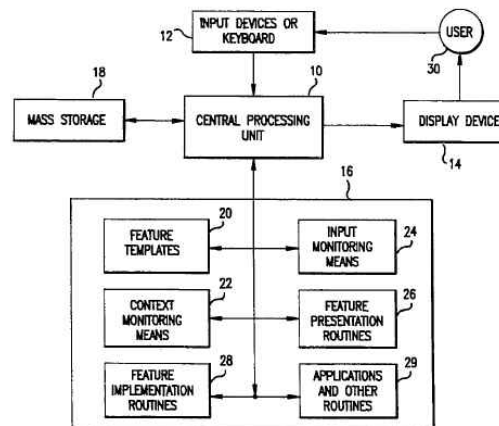 INPUT DEVICES OR
KEYBOARD
12
USER
30
18
10
MASS STORAGE
CENTRAL PROCESSING
UNIT
DISPLAY DEVICE
14
16
20
FEATURE
TEMPLATES
INPUT
MONITORING
MEANS
24
22
CONTEXT
MONITORING
MEANS
FEATURE
PRESENTATION
ROUTINES
26
28
FEATURE
IMPLEMENTATION
ROUTINES
APPLICATIONS
AND OTHER
ROUTINES
29